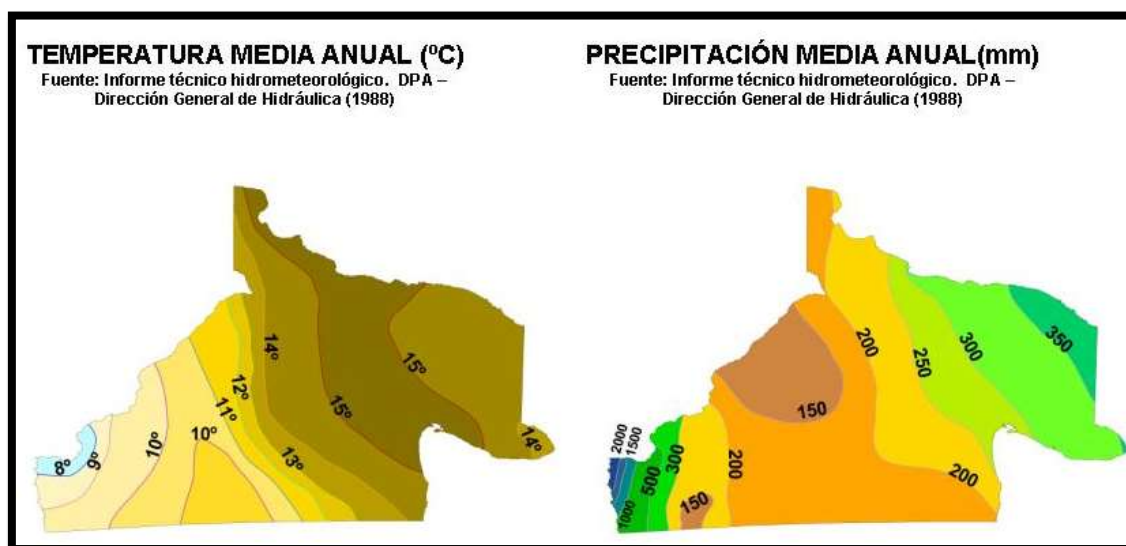 TEMPERATURA MEDIA ANUAL (ºC)
Fuente: Informe técnico hidrometeorológico. DPA –
Dirección General de Hidráulica (1988)
14º
15º
15º
12º
11º
10º
10º
13º
14º
8º
9º
PRECIPITACIÓN MEDIA ANUAL(mm)
Fuente: Informe técnico hidrometeorológico. DPA –
Dirección General de Hidráulica (1988)
350
200
300
250
150
2000
1500
300
200
500
200
150
1000